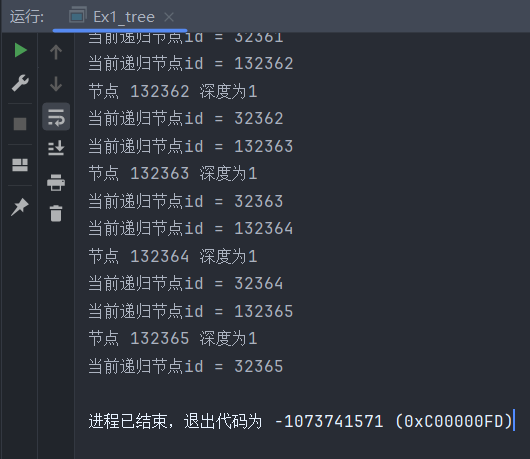 运行: Ex1_tree ×
当前递归节点id = 32361
当前递归节点id = 132362
节点 132362 深度为1
当前递归节点id = 32362
当前递归节点id = 132363
节点 132363 深度为1
当前递归节点id = 32363
当前递归节点id = 132364
节点 132364 深度为1
当前递归节点id = 32364
当前递归节点id = 132365
节点 132365 深度为1
当前递归节点id = 32365
进程已结束，退出代码为 -1073741571 (0xC00000FD)